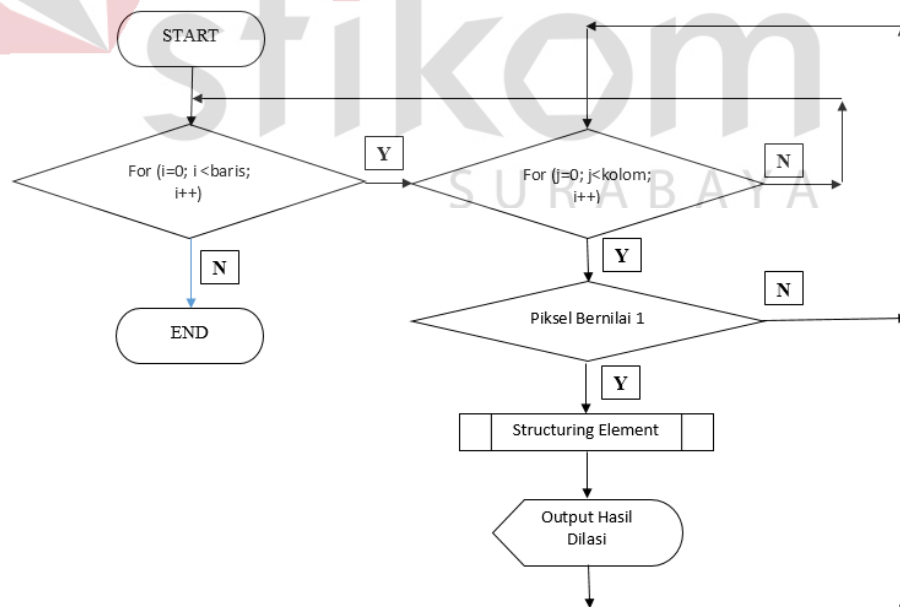 stikom
SURABAYA
START
For (i=0; i <baris;
i++)
Y
For (j=0; j<kolom;
i++)
N
N
Y
END
Piksel Bernilai 1
N
Y
Structuring Element
Output Hasil
Dilasi